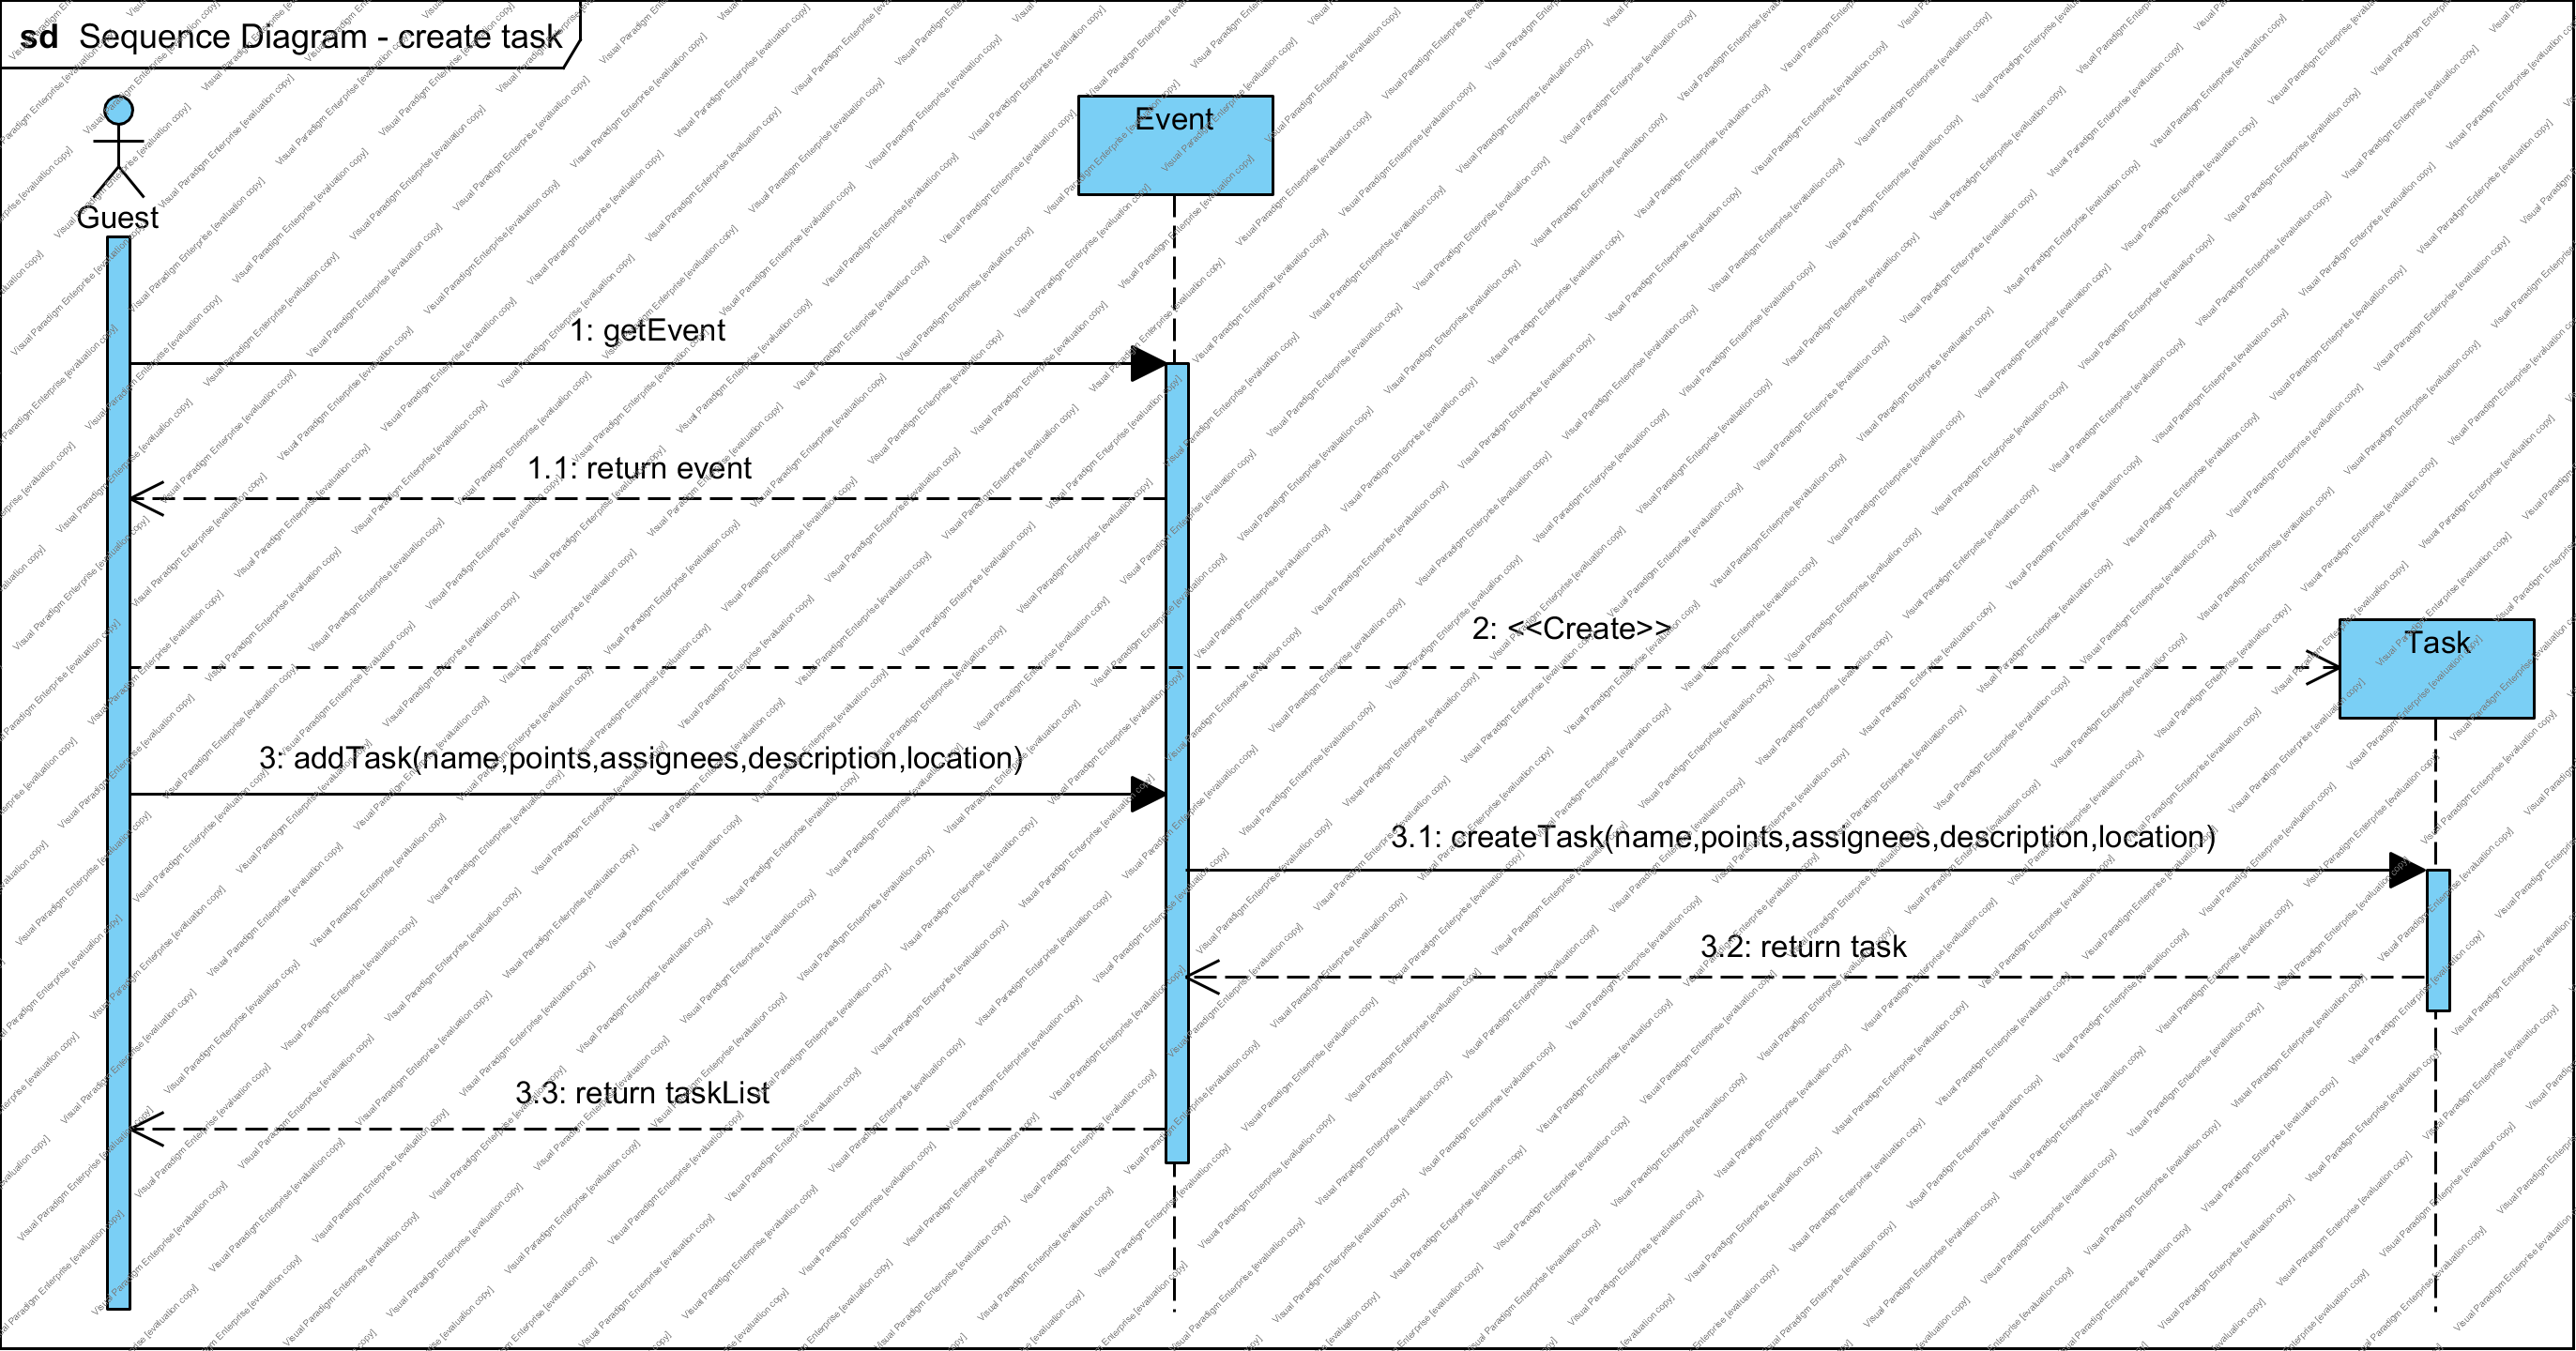 sd Sequence Diagram - create task
Guest
Event
1: getEvent
1.1: return event
2: <<Create>>
Task
3: addTask(name,points,assignees,description,location)
3.1: createTask(name,points,assignees,description,location)
3.2: return task
3.3: return taskList
Visual Paradigm Enterprise [evaluation copy]